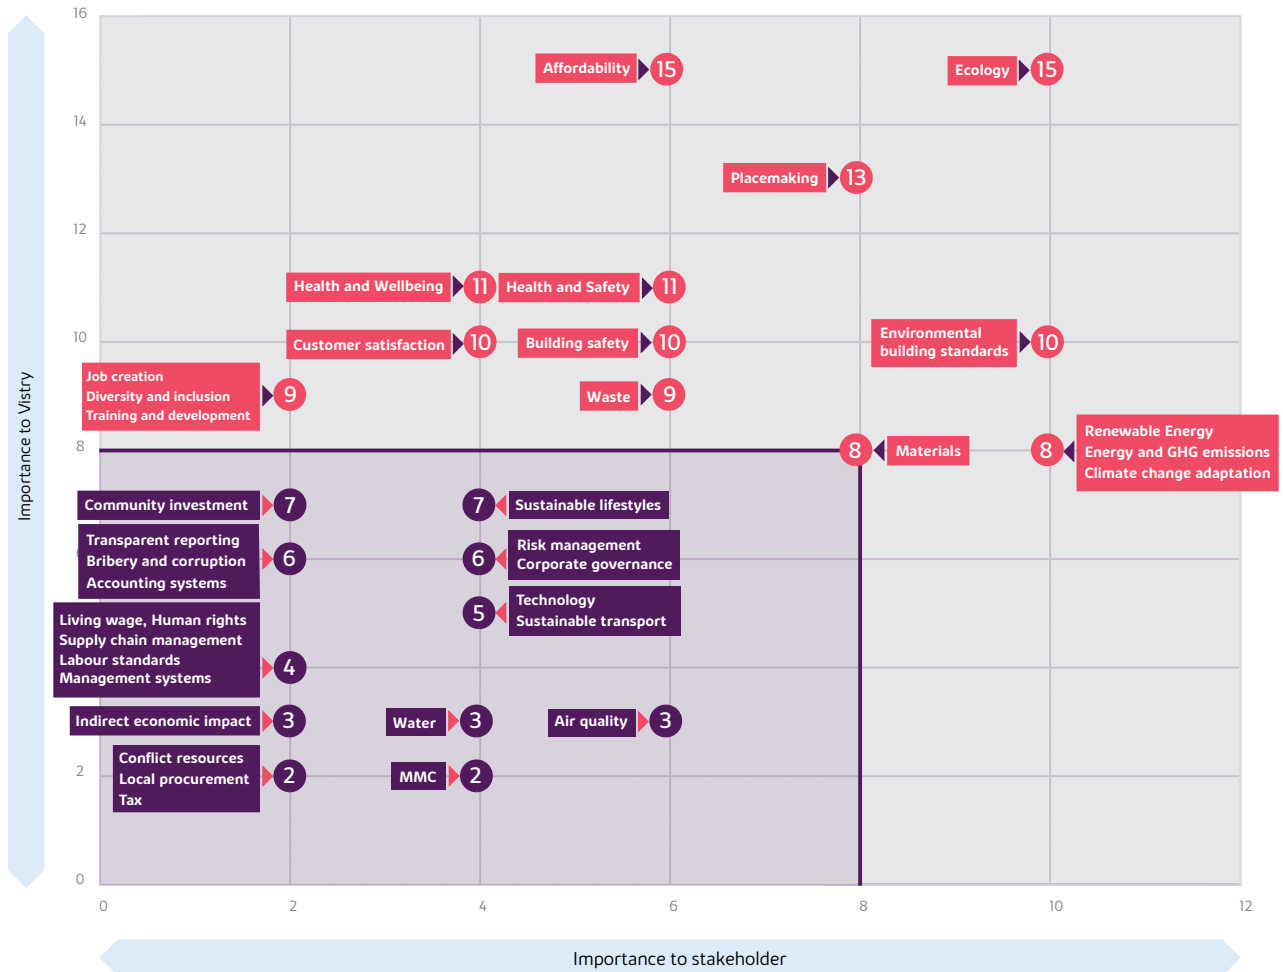 16
Affordability 15
Ecology 15
14
Placemaking 13
12
Health and Wellbeing 11
Health and Safety 11
10
Customer satisfaction 10
Building safety 10
Environmental
building standards 10
Job creation
Diversity and inclusion
Training and development
9
Waste 9
8
8 Materials
8
Renewable Energy
Energy and GHG emissions
Climate change adaptation
Community investment 7
7 Sustainable lifestyles
Transparent reporting
Bribery and corruption
Accounting systems
6
6
Risk management
Corporate governance
5
Technology
Sustainable transport
Living wage, Human rights
Supply chain management
Labour standards
Management systems
4
Indirect economic impact 3
Water 3
Air quality 3
2
Conflict resources
Local procurement
Tax
2
MMC 2
0
0 2 4 6 8 10 12
Importance to Vistry
Importance to stakeholder